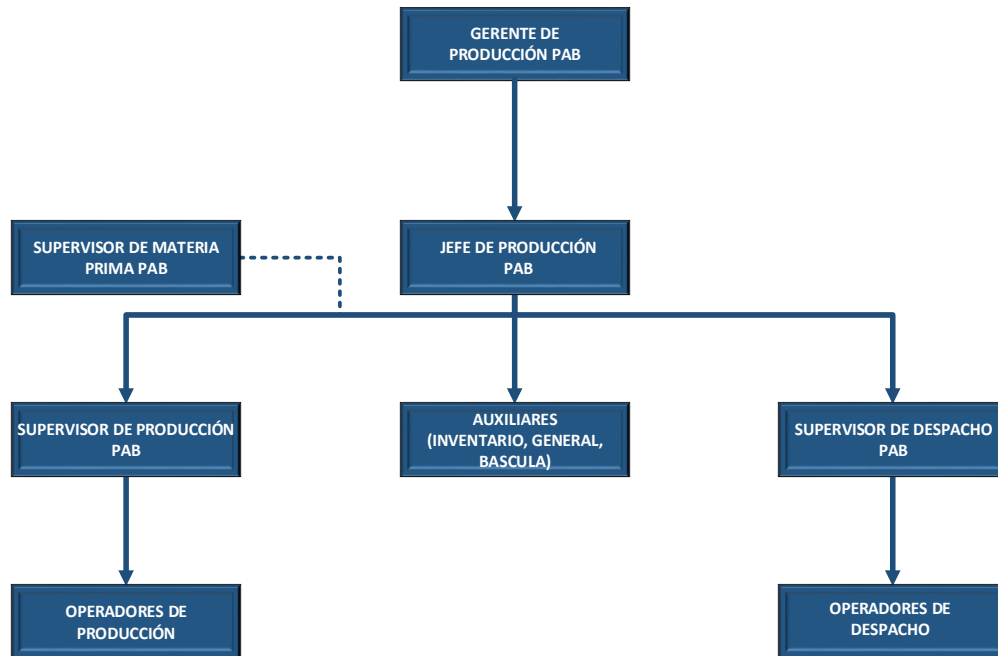 GERENTE DE
PRODUCCIÓN PAB
SUPERVISOR DE MATERIA
PRIMA PAB
JEFE DE PRODUCCIÓN
PAB
SUPERVISOR DE PRODUCCIÓN
PAB
AUXILIARES
(INVENTARIO, GENERAL,
BASCULA)
SUPERVISOR DE DESPACHO
PAB
OPERADORES DE
PRODUCCIÓN
OPERADORES DE
DESPACHO